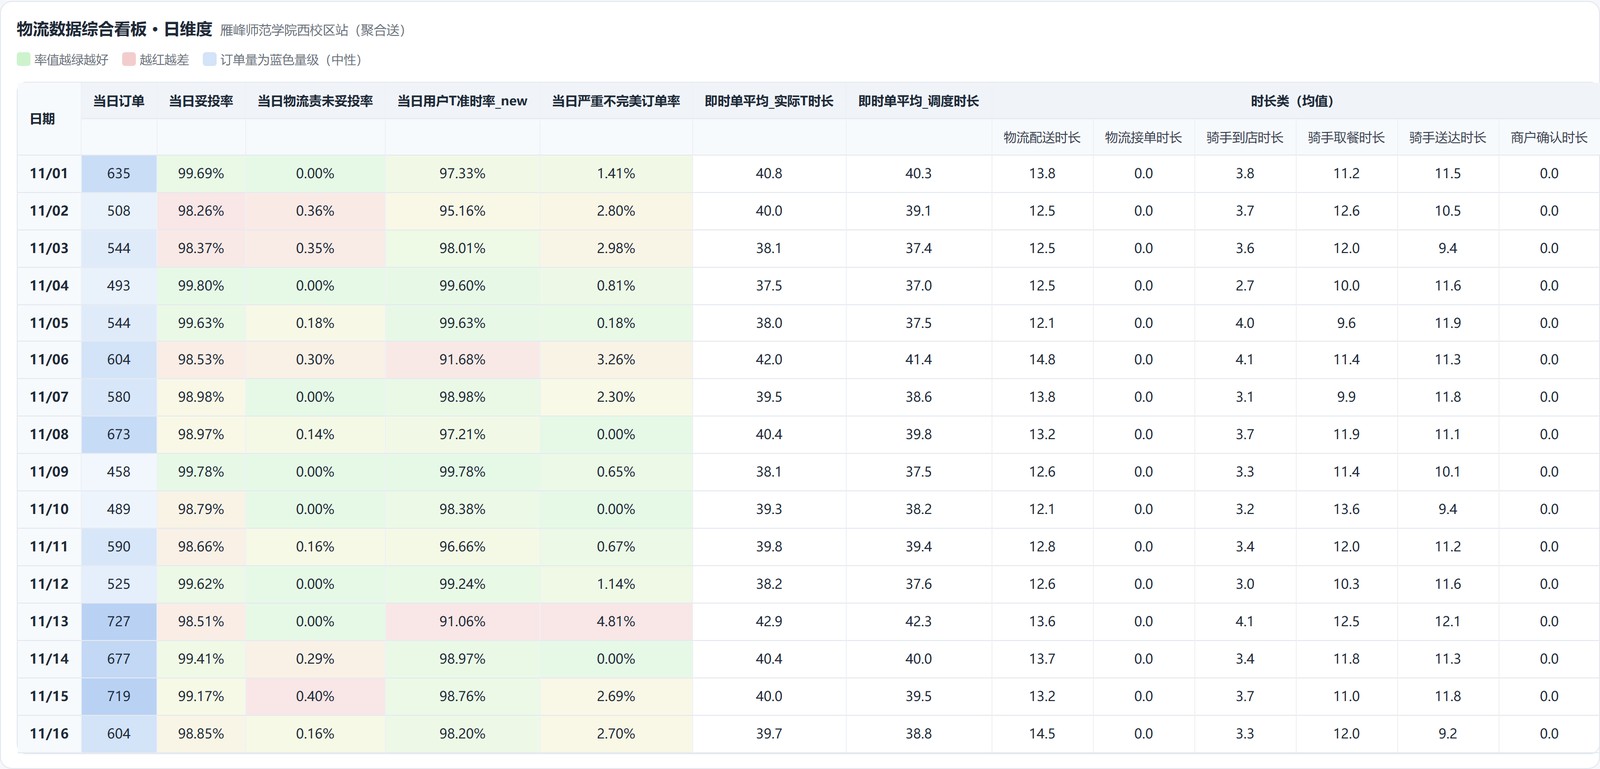 物流数据综合看板 • 日维度 雁峰师范学院西校区站（聚合送）
率值越绿越好 越红越差 订单量为蓝色量级（中性）
日期 当日订单 当日妥投率 当日物流责未妥投率 当日用户T准时率_new 当日严重不完美订单率 即时单平均_实际T时长 即时单平均_调度时长 时长类（均值）
物流配送时长 物流接单时长 骑手到店时长 骑手取餐时长 骑手送达时长 商户确认时长
11/01 635 99.69% 0.00% 97.33% 1.41% 40.8 40.3 13.8 0.0 3.8 11.2 11.5 0.0
11/02 508 98.26% 0.36% 95.16% 2.80% 40.0 39.1 12.5 0.0 3.7 12.6 10.5 0.0
11/03 544 98.37% 0.35% 98.01% 2.98% 38.1 37.4 12.5 0.0 3.6 12.0 9.4 0.0
11/04 493 99.80% 0.00% 99.60% 0.81% 37.5 37.0 12.5 0.0 2.7 10.0 11.6 0.0
11/05 544 99.63% 0.18% 99.63% 0.18% 38.0 37.5 12.1 0.0 4.0 9.6 11.9 0.0
11/06 604 98.53% 0.30% 91.68% 3.26% 42.0 41.4 14.8 0.0 4.1 11.4 11.3 0.0
11/07 580 98.98% 0.00% 98.98% 2.30% 39.5 38.6 13.8 0.0 3.1 9.9 11.8 0.0
11/08 673 98.97% 0.14% 97.21% 0.00% 40.4 39.8 13.2 0.0 3.7 11.9 11.1 0.0
11/09 458 99.78% 0.00% 99.78% 0.65% 38.1 37.5 12.6 0.0 3.3 11.4 10.1 0.0
11/10 489 98.79% 0.00% 98.38% 0.00% 39.3 38.2 12.1 0.0 3.2 13.6 9.4 0.0
11/11 590 98.66% 0.16% 96.66% 0.67% 39.8 39.4 12.8 0.0 3.4 12.0 11.2 0.0
11/12 525 99.62% 0.00% 99.24% 1.14% 38.2 37.6 12.6 0.0 3.0 10.3 11.6 0.0
11/13 727 98.51% 0.00% 91.06% 4.81% 42.9 42.3 13.6 0.0 4.1 12.5 12.1 0.0
11/14 677 99.41% 0.29% 98.97% 0.00% 40.4 40.0 13.7 0.0 3.4 11.8 11.3 0.0
11/15 719 99.17% 0.40% 98.76% 2.69% 40.0 39.5 13.2 0.0 3.7 11.0 11.8 0.0
11/16 604 98.85% 0.16% 98.20% 2.70% 39.7 38.8 14.5 0.0 3.3 12.0 9.2 0.0